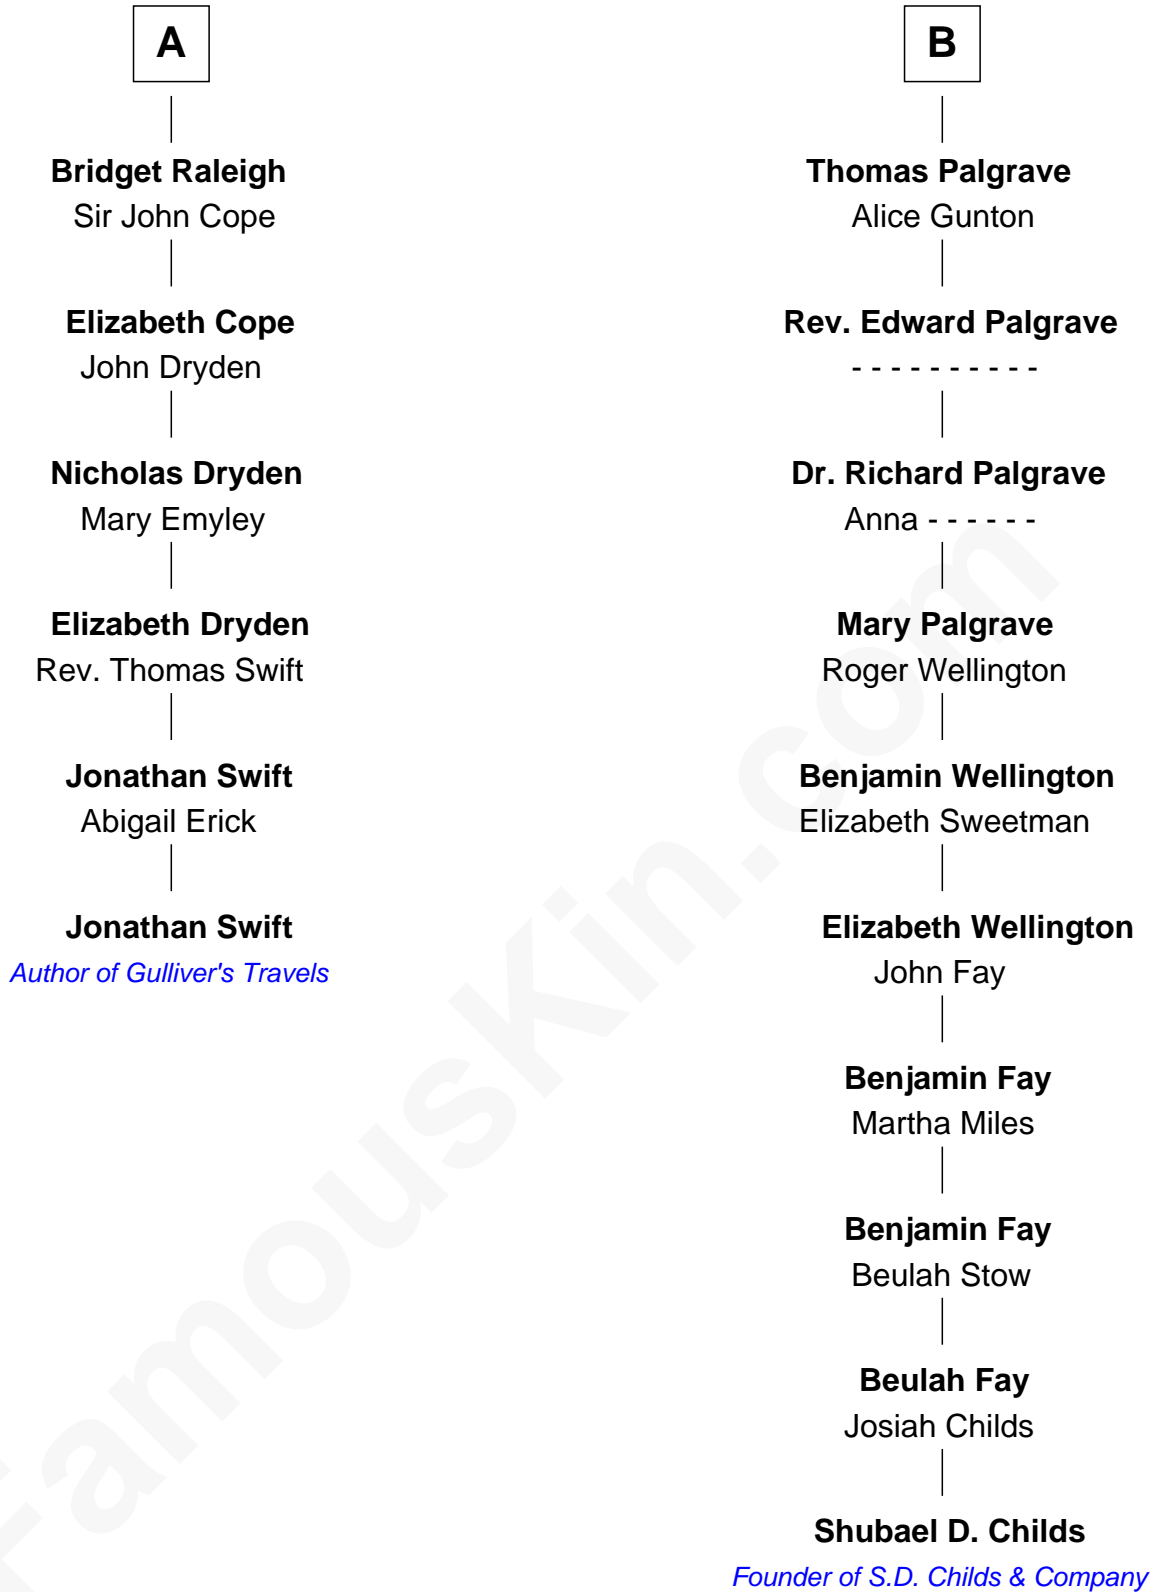 A
Bridget Raleigh
Sir John Cope
Elizabeth Cope
John Dryden
Nicholas Dryden
Mary Emyley
Elizabeth Dryden
Rev. Thomas Swift
Jonathan Swift
Abigail Erick
Jonathan Swift
Author of Gulliver's Travels
B
Thomas Palgrave
Alice Gunton
Rev. Edward Palgrave
- - - - - - - - - -
Dr. Richard Palgrave
Anna - - - - - -
Mary Palgrave
Roger Wellington
Benjamin Wellington
Elizabeth Sweetman
Elizabeth Wellington
John Fay
Benjamin Fay
Martha Miles
Benjamin Fay
Beulah Stow
Beulah Fay
Josiah Childs
Shubael D. Childs
Founder of S.D. Childs & Company
FamousKin.com